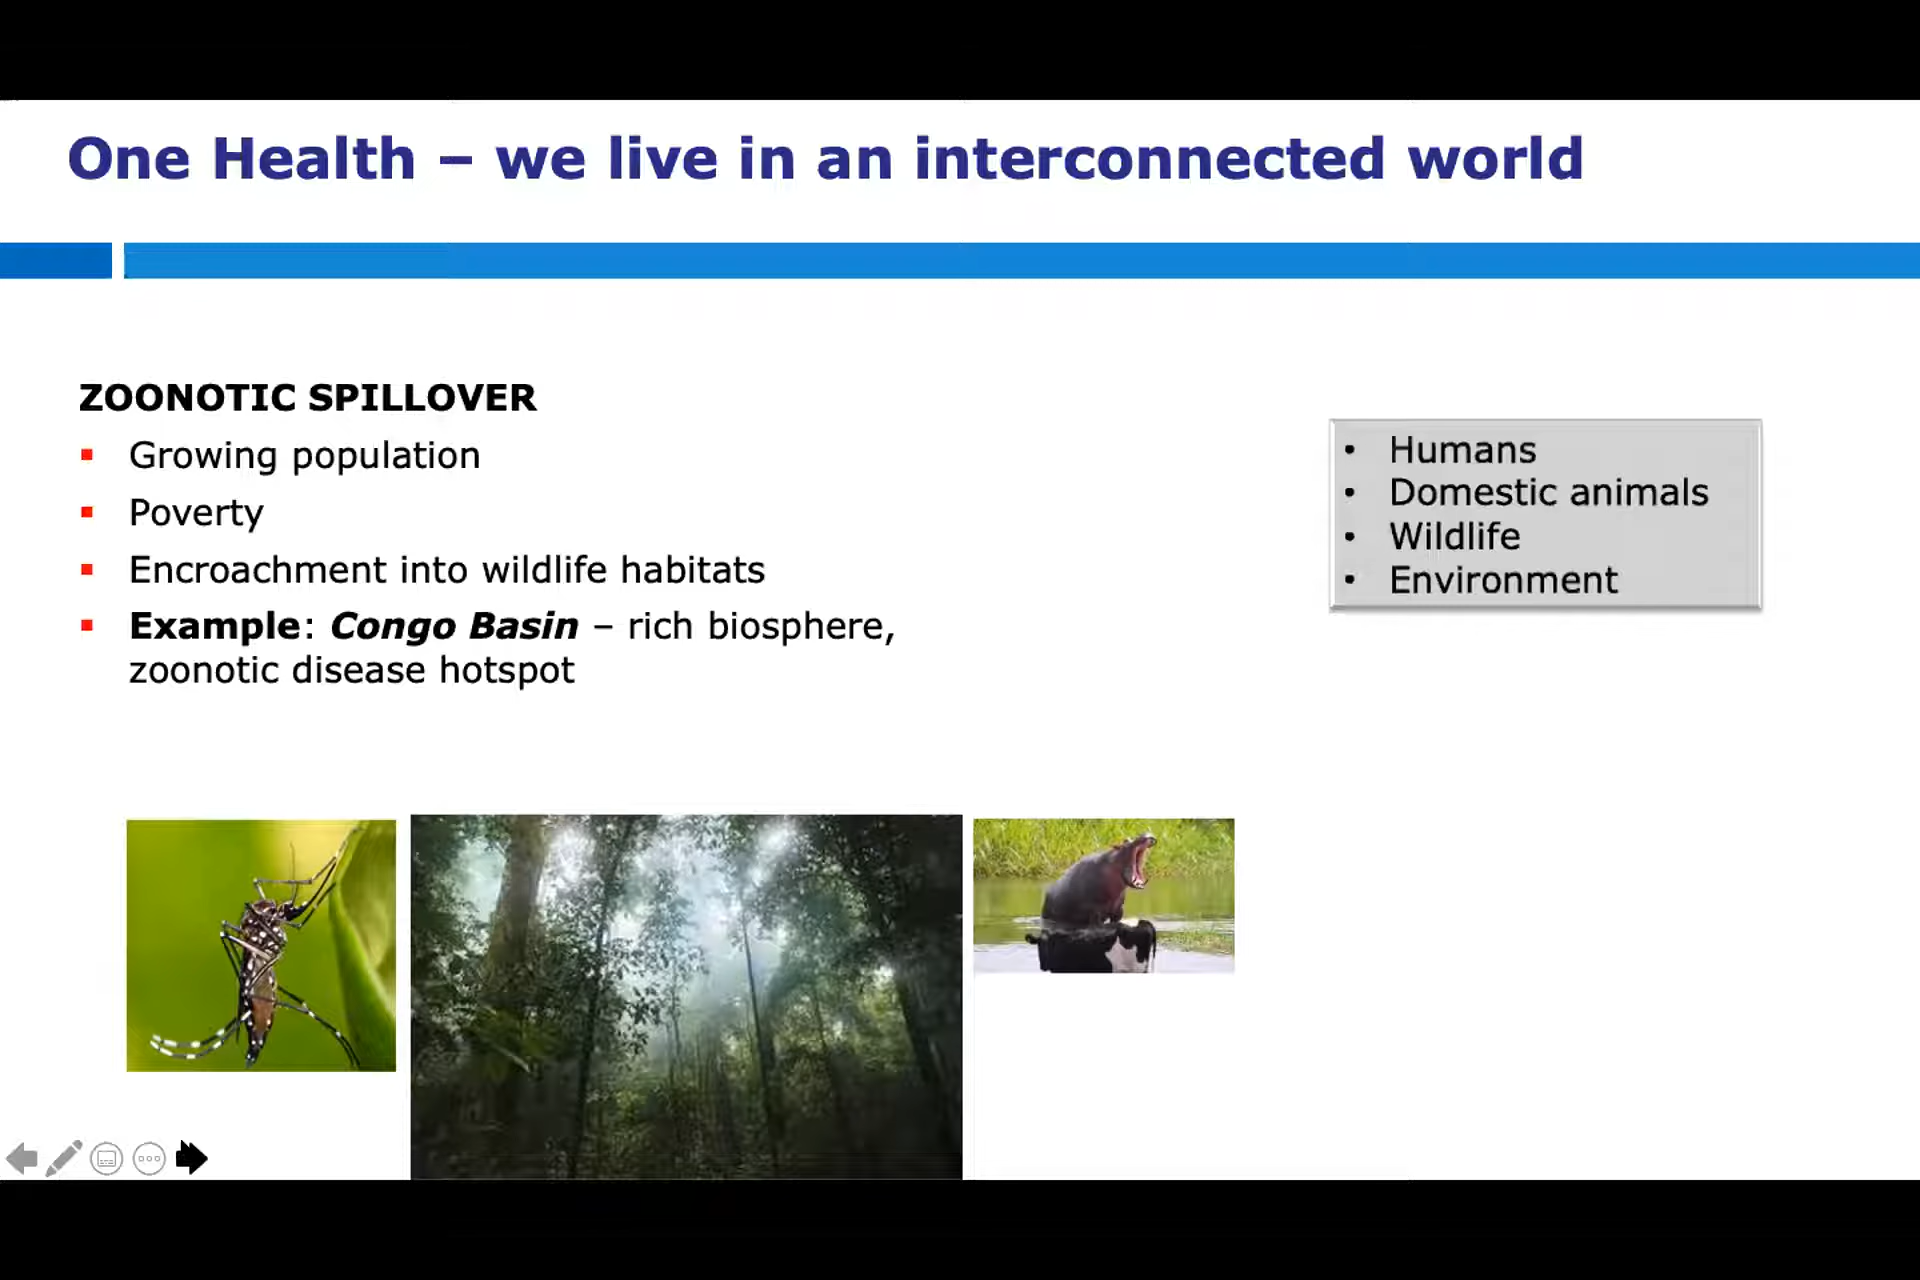 One Health – we live in an interconnected world
ZOONOTIC SPILLOVER
▪ Growing population
▪ Poverty
▪ Encroachment into wildlife habitats
▪ Example: Congo Basin – rich biosphere,
zoonotic disease hotspot
• Humans
• Domestic animals
• Wildlife
• Environment